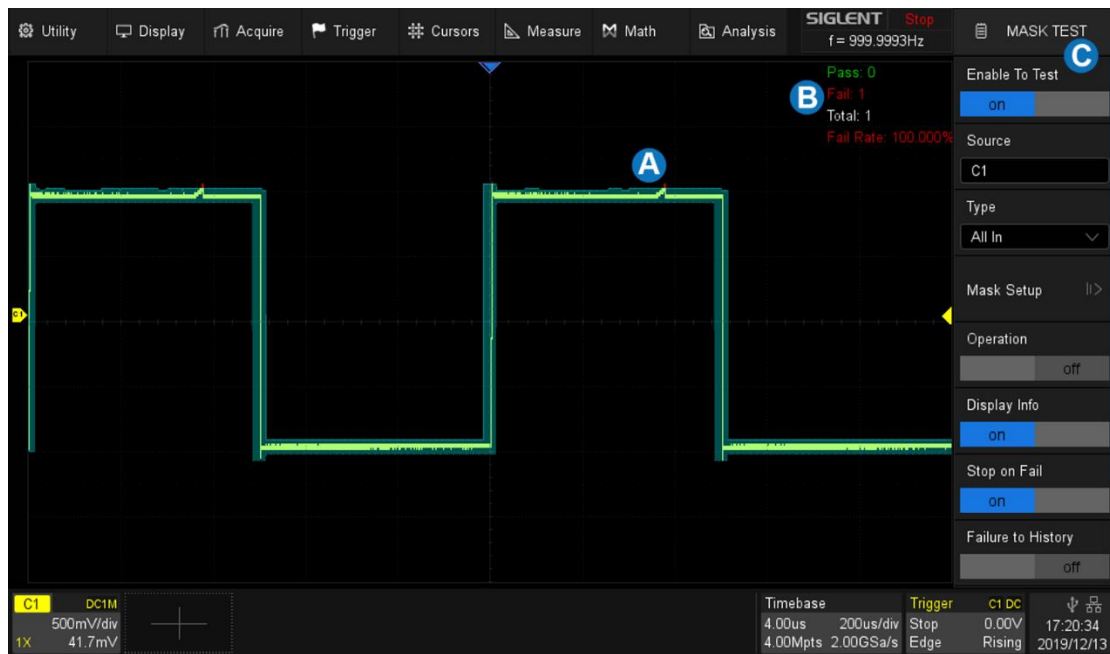 Utility
Display
Acquire
Trigger
Cursors
Measure
Math
Analysis
SIGLENT Stop
f = 999.9993Hz
MASK TEST
C
Pass: 0
Fail: 1
Total: 1
Fail Rate: 100.000%
B
A
Enable To Test
on
Source
C1
Type
All In
Mask Setup
Operation
off
Display Info
on
Stop on Fail
on
Failure to History
off
C1
C1 DC1M
500mV/div
1X 41.7mV
Timebase
4.00us 200us/div
4.00Mpts 2.00GSa/s
Trigger C1 DC
Stop 0.00V
Edge Rising
17:20:34
2019/12/13